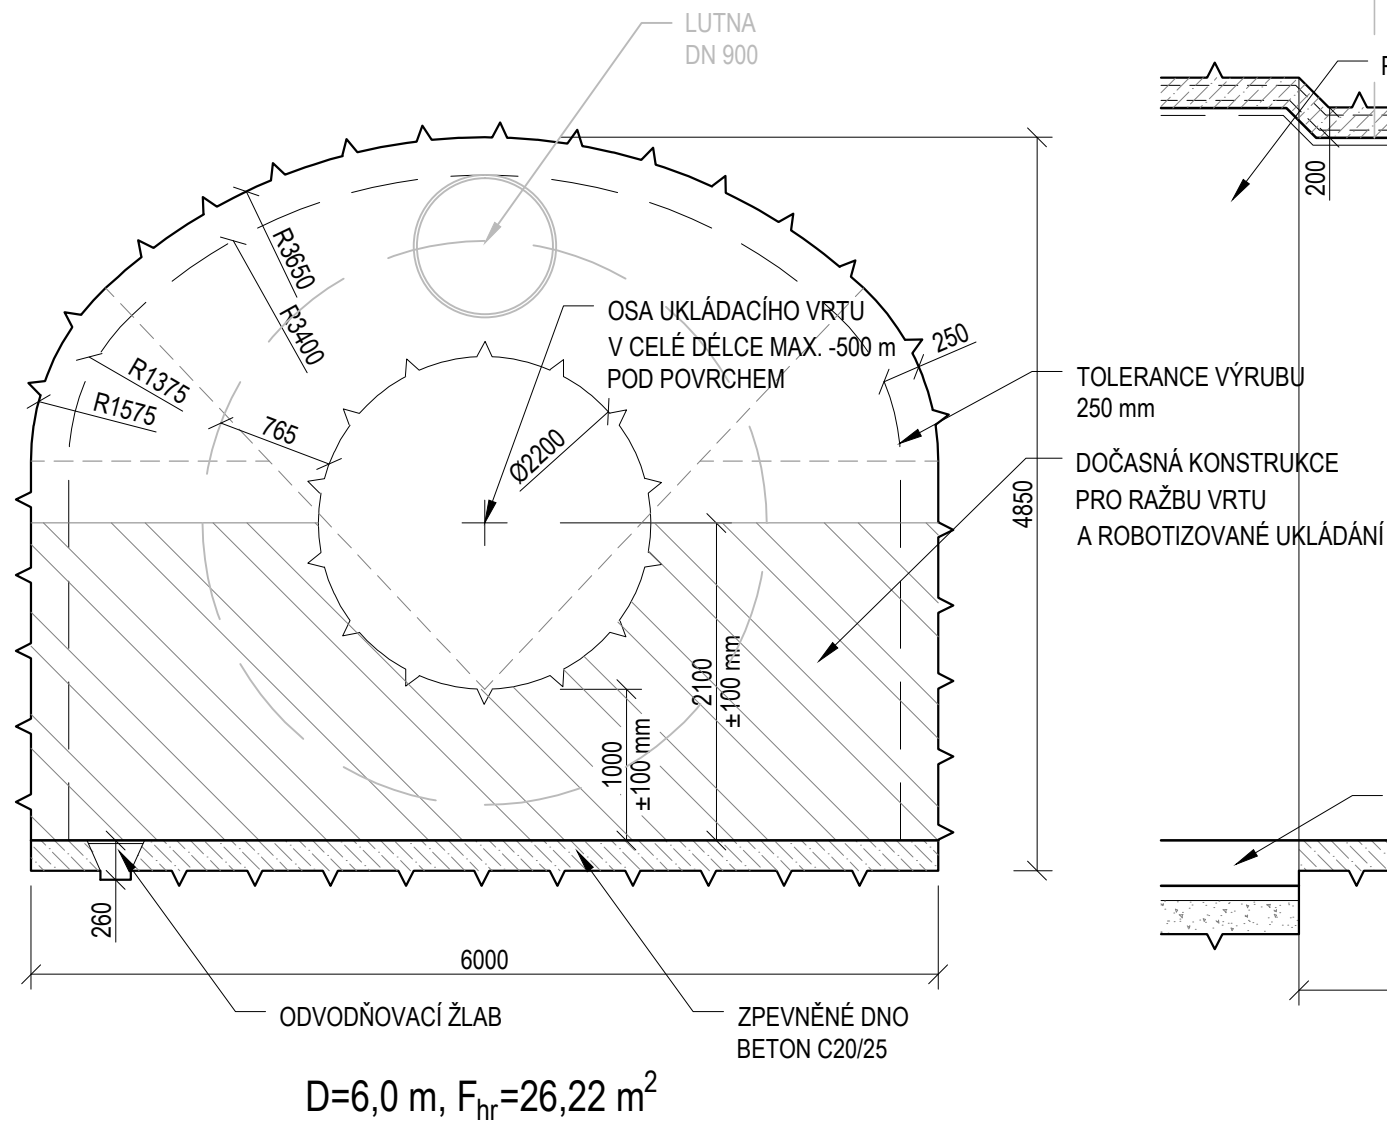 LUTNA
DN 900
P
200
R3650
R3400
OSA UKLÁDACÍHO VRTU
V CELÉ DÉLCE MAX. -500 m
POD POVRCHEM
250
R1375
R1575
TOLERANCE VÝRUBU
250 mm
765
Ø2200
DOČASNÁ KONSTRUKCE
PRO RAŽBU VRTU
A ROBOTIZOVANÉ UKLÁDÁNÍ
4850
2100
±100 mm
1000
±100 mm
260
6000
ODVODŇOVACÍ ŽLAB
ZPEVNĚNÉ DNO
BETON C20/25
D=6,0 m, Fhr=26,22 m²